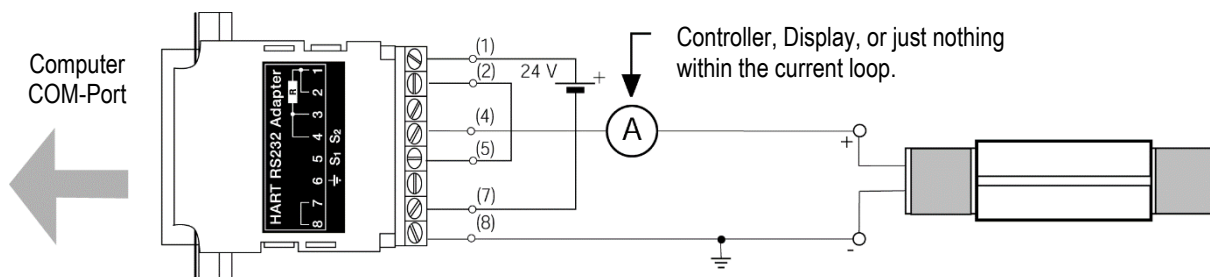 Computer
COM-Port
HART RS232 Adapter
R
1
2
3
4
5
6
7
8
S1 S2
(1)
(2)
(4)
(5)
(7)
(8)
24 V
+
A
Controller, Display, or just nothing
within the current loop.
+
-